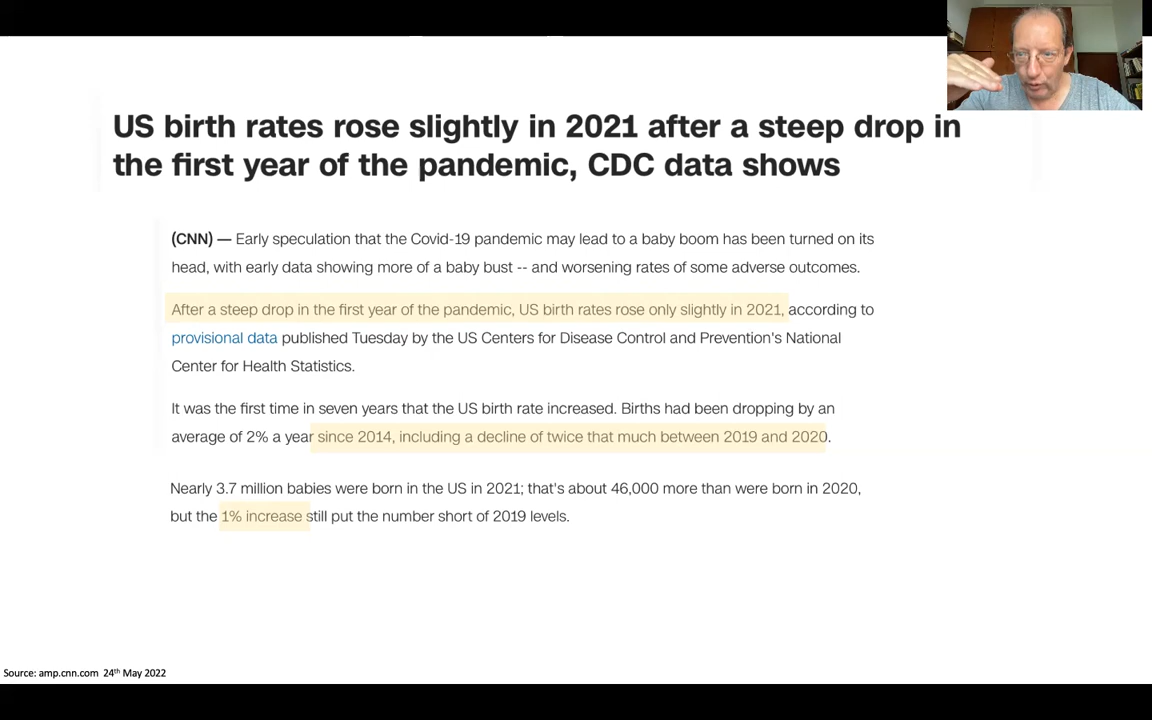 US birth rates rose slightly in 2021 after a steep drop in
the first year of the pandemic, CDC data shows
(CNN) — Early speculation that the Covid-19 pandemic may lead to a baby boom has been turned on its
head, with early data showing more of a baby bust -- and worsening rates of some adverse outcomes.
After a steep drop in the first year of the pandemic, US birth rates rose only slightly in 2021, according to
provisional data published Tuesday by the US Centers for Disease Control and Prevention's National
Center for Health Statistics.
It was the first time in seven years that the US birth rate increased. Births had been dropping by an
average of 2% a year since 2014, including a decline of twice that much between 2019 and 2020.
Nearly 3.7 million babies were born in the US in 2021; that's about 46,000 more than were born in 2020,
but the 1% increase still put the number short of 2019 levels.
Source: amp.cnn.com 24th May 2022